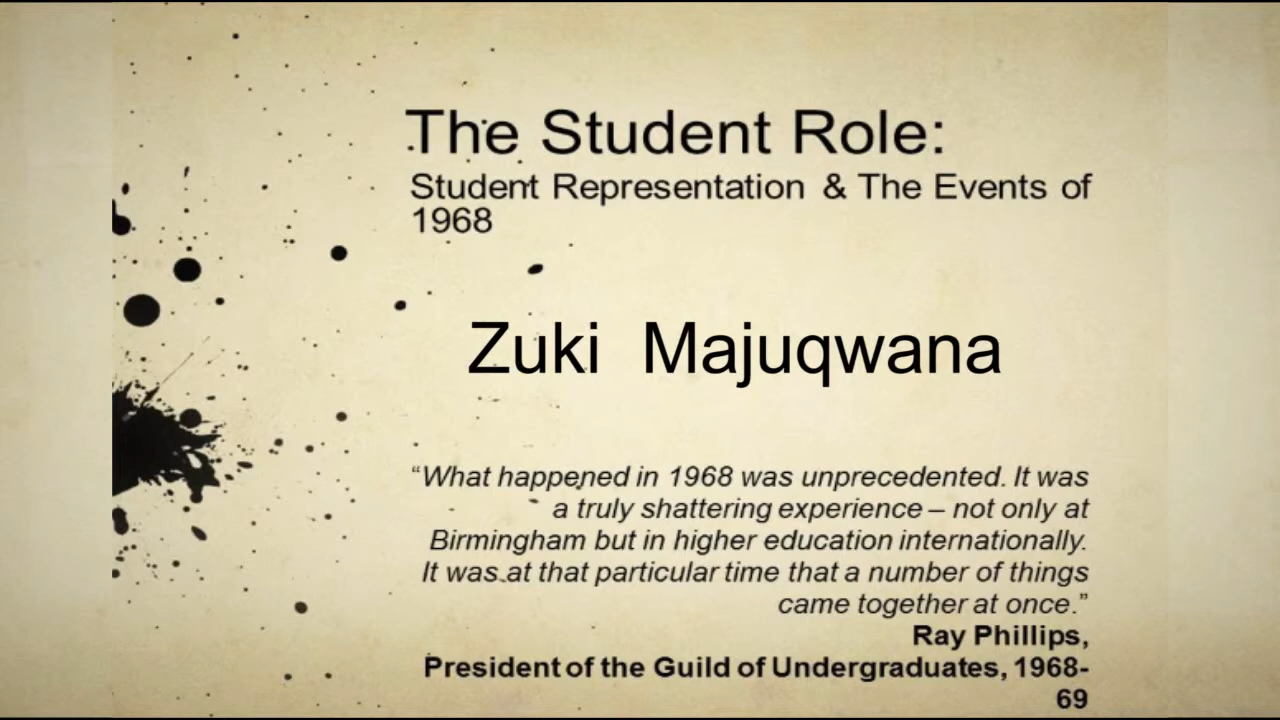 The Student Role:
Student Representation & The Events of
1968
Zuki Majuqwana
“What happened in 1968 was unprecedented. It was
a truly shattering experience – not only at
Birmingham but in higher education internationally.
It was at that particular time that a number of things
came together at once.”
Ray Phillips,
President of the Guild of Undergraduates, 1968-
69